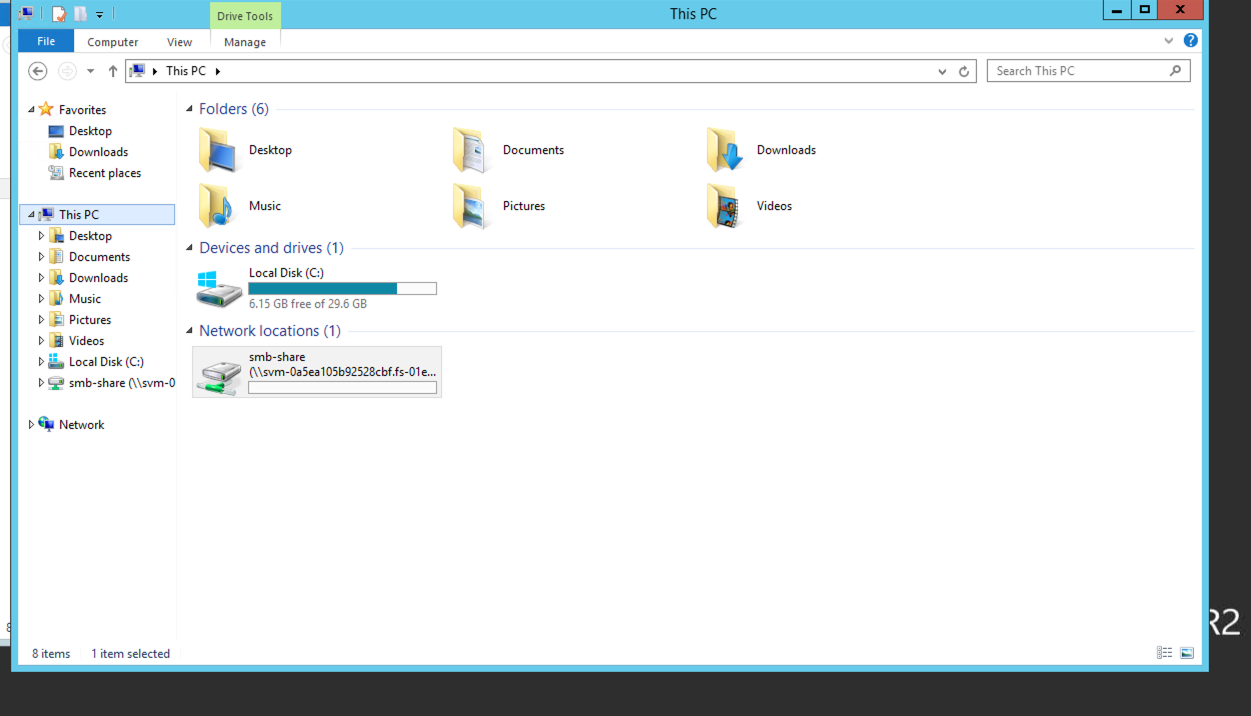 Drive Tools
This PC
File
Computer
View
Manage
This PC
Search This PC
Favorites
Desktop
Downloads
Recent places
This PC
Desktop
Documents
Downloads
Music
Pictures
Videos
Local Disk (C:)
smb-share (\\svm-0
Network
Folders (6)
Desktop
Documents
Downloads
Music
Pictures
Videos
Devices and drives (1)
Local Disk (C:)
6.15 GB free of 29.6 GB
Network locations (1)
smb-share
(\\svm-0a5ea105b92528cbf.fs-01e...
8 items
1 item selected
R2